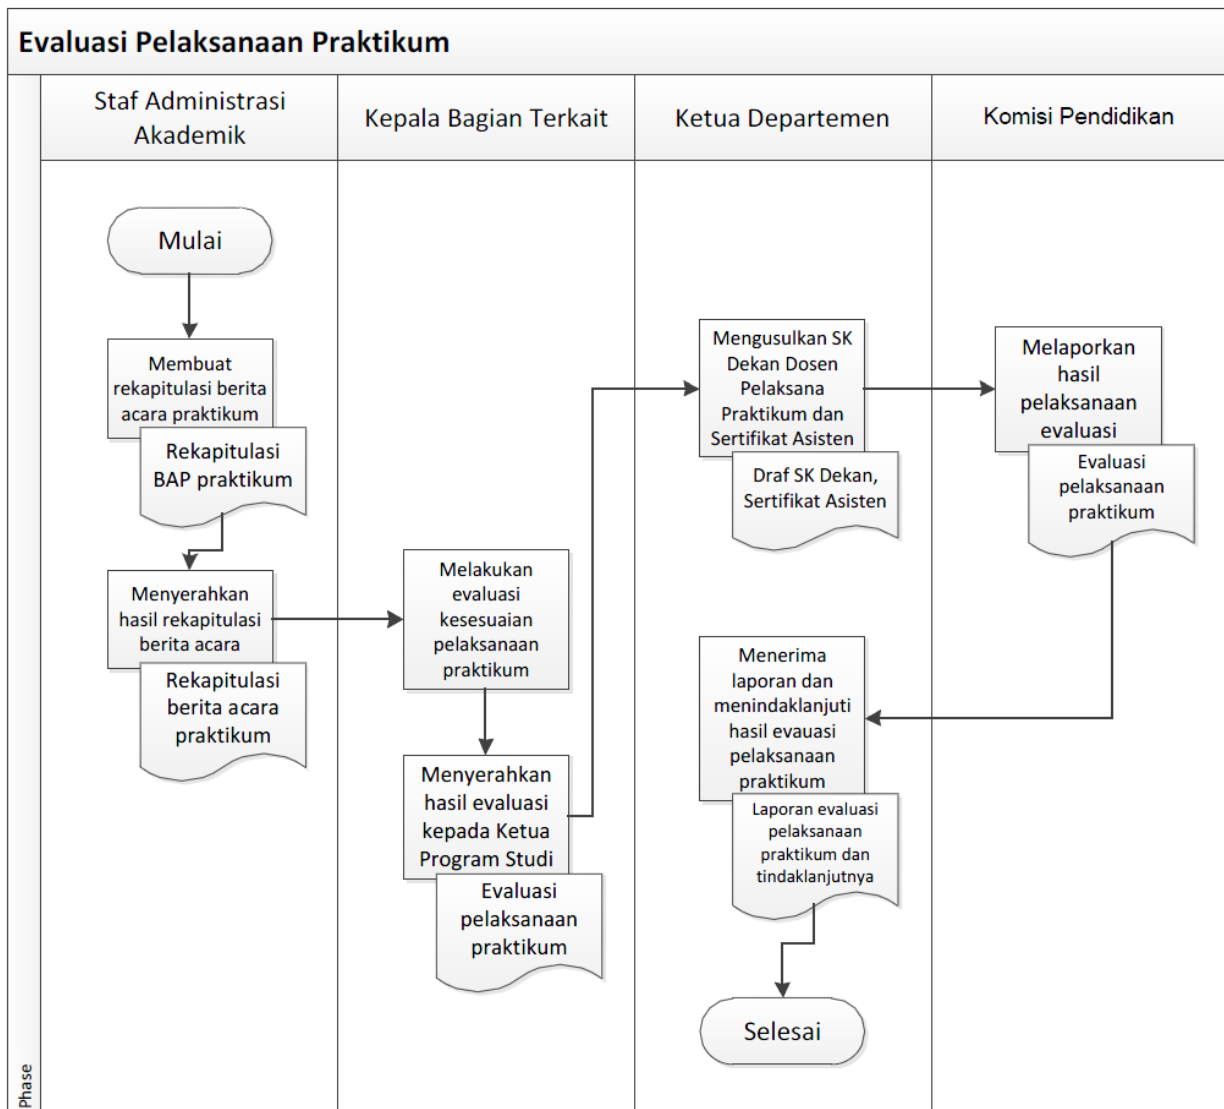 Evaluasi Pelaksanaan Praktikum
Staf Administrasi
Akademik
Kepala Bagian Terkait
Ketua Departemen
Komisi Pendidikan
Mulai
Membuat
rekapitulasi berita
acara praktikum
Rekapitulasi
BAP praktikum
Menyerahkan
hasil rekapitulasi
berita acara
Rekapitulasi
berita acara
praktikum
Melakukan
evaluasi
kesesuaian
pelaksanaan
praktikum
Menyerahkan
hasil evaluasi
kepada Ketua
Program Studi
Evaluasi
pelaksanaan
praktikum
Mengusulkan SK
Dekan Dosen
Pelaksana
Praktikum dan
Sertifikat Asisten
Draf SK Dekan,
Sertifikat Asisten
Melaporkan
hasil
pelaksanaan
evaluasi
Evaluasi
pelaksanaan
praktikum
Menerima
laporan dan
menindaklanjuti
hasil evauasi
pelaksanaan
praktikum
Laporan evaluasi
pelaksanaan
praktikum dan
tindaklanjutnya
Selesai
Phase